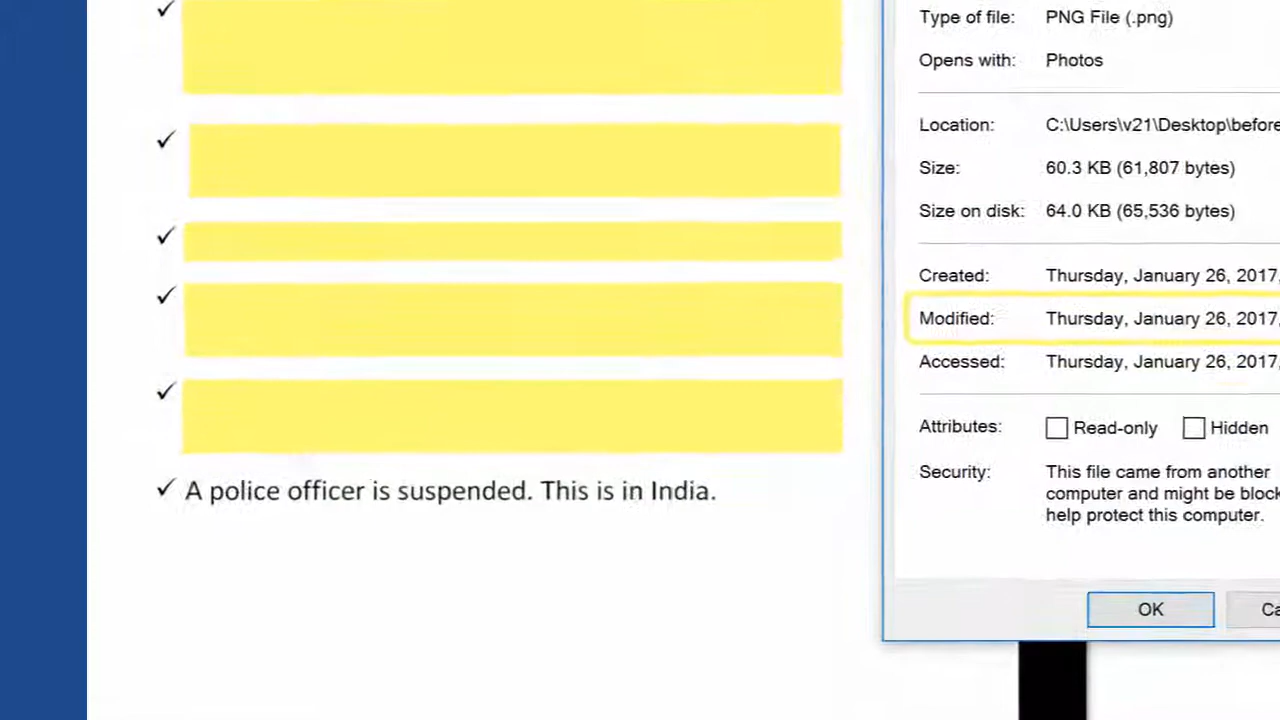 ✓
✓
✓
✓
✓
✓ A police officer is suspended. This is in India.
Type of file: PNG File (.png)
Opens with: Photos
Location: C:\Users\v21\Desktop\before
Size: 60.3 KB (61,807 bytes)
Size on disk: 64.0 KB (65,536 bytes)
Created: Thursday, January 26, 2017,
Modified: Thursday, January 26, 2017,
Accessed: Thursday, January 26, 2017,
Attributes: Read-only Hidden
Security: This file came from another
computer and might be block
help protect this computer.
OK